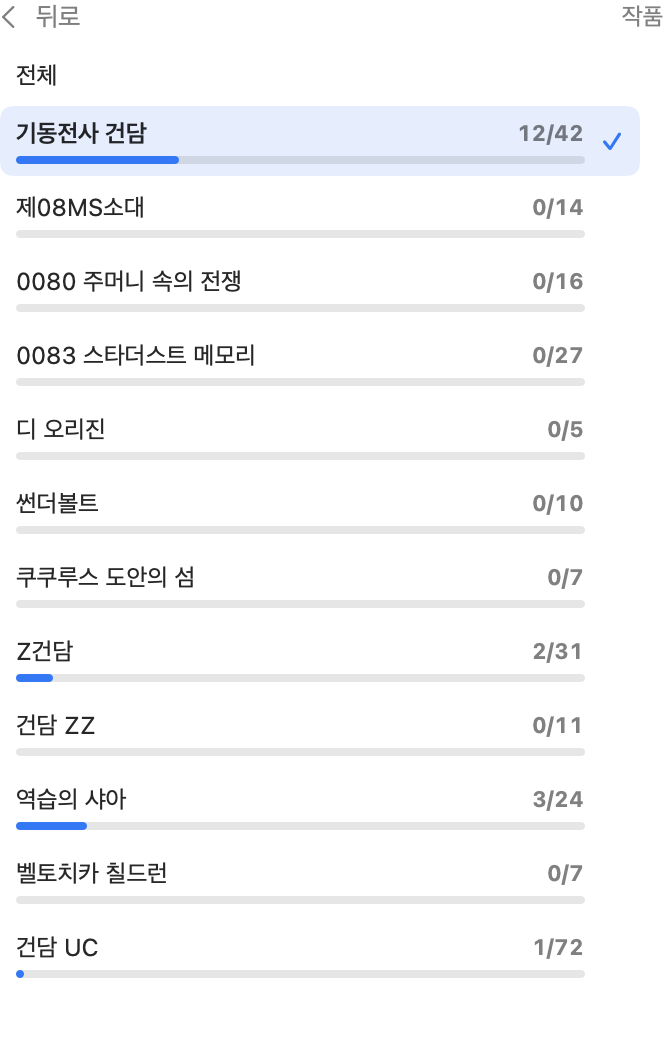 뒤로 작품
전체
기동전사 건담 12/42
제08MS소대 0/14
0080 주머니 속의 전쟁 0/16
0083 스타더스트 메모리 0/27
디 오리진 0/5
썬더볼트 0/10
쿠쿠루스 도안의 섬 0/7
Z건담 2/31
건담 ZZ 0/11
역습의 샤아 3/24
벨토치카 칠드런 0/7
건담 UC 1/72